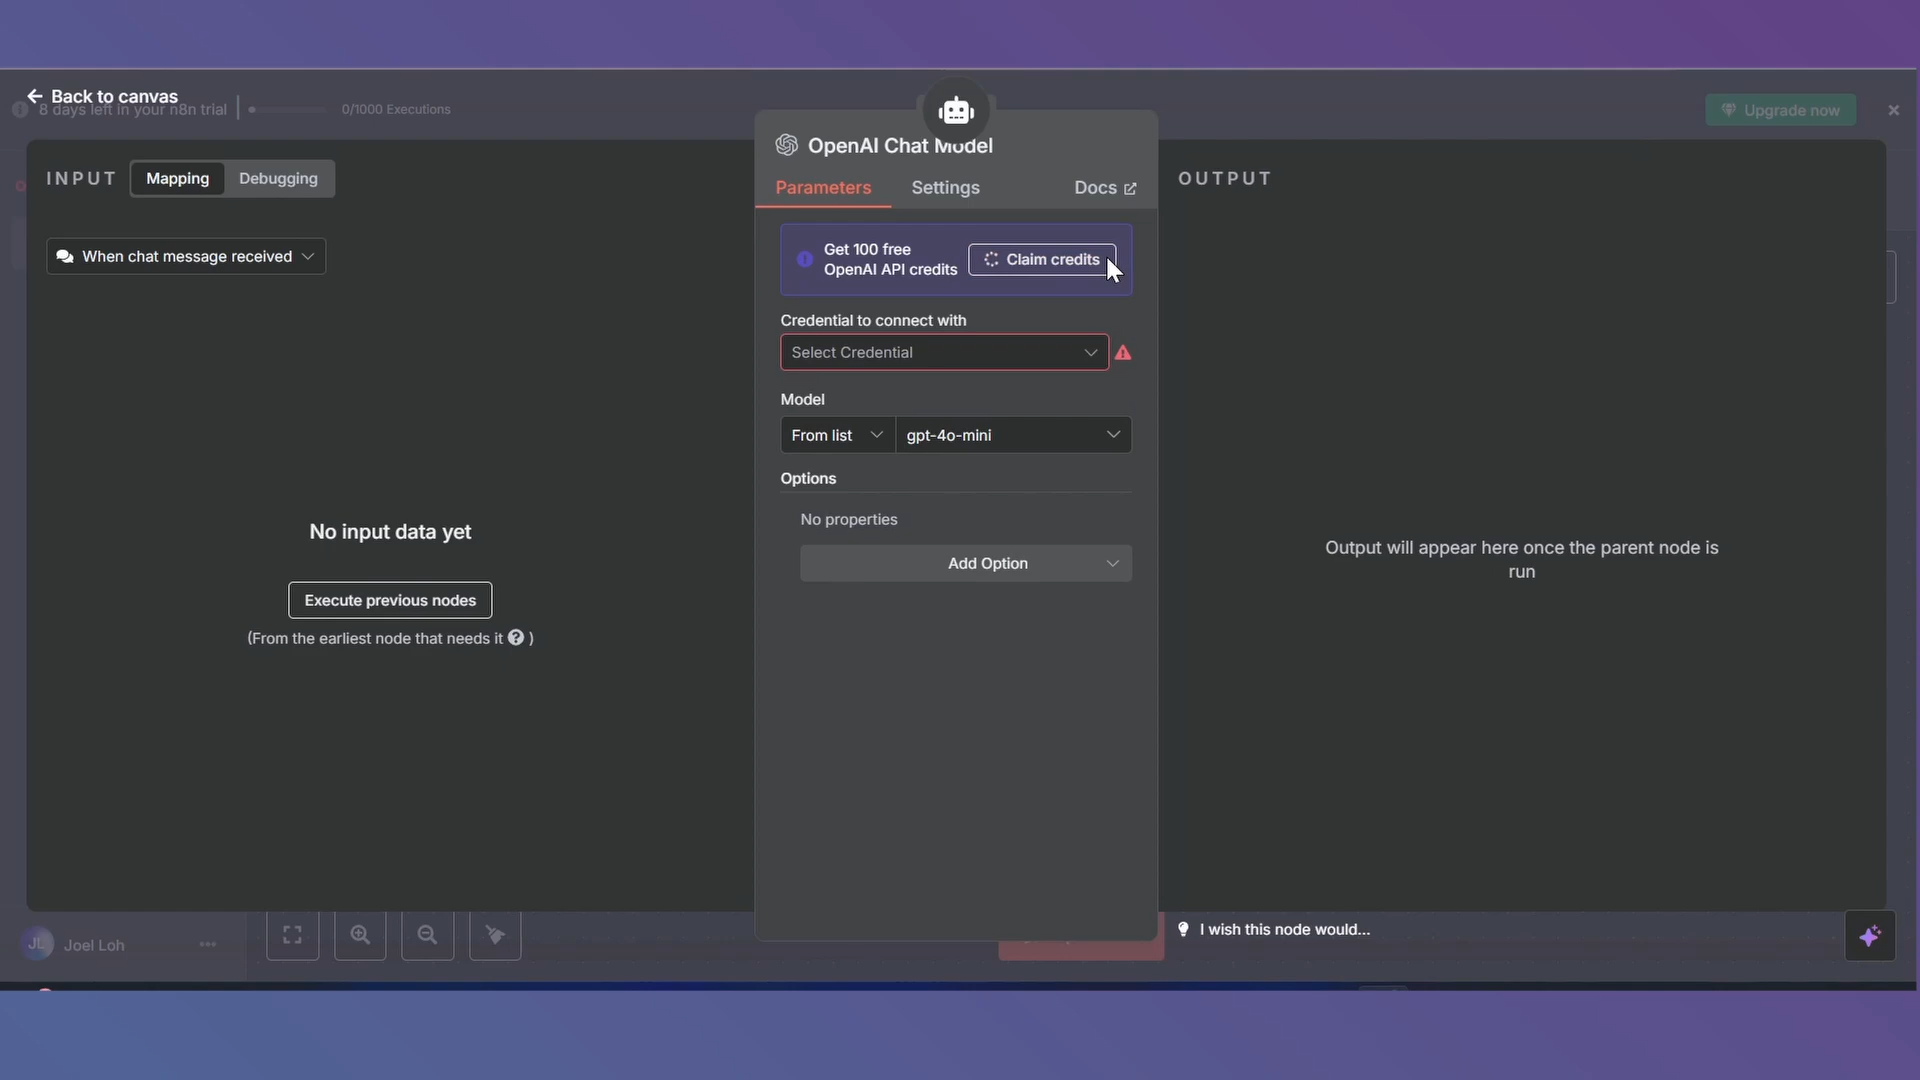 Back to canvas
8 days left in your n8n trial
0/1000 Executions
Upgrade now
INPUT
Mapping
Debugging
When chat message received
No input data yet
Execute previous nodes
(From the earliest node that needs it ? )
OpenAI Chat Model
Parameters
Settings
Docs
Get 100 free
OpenAI API credits
Claim credits
Credential to connect with
Select Credential
Model
From list
gpt-4o-mini
Options
No properties
Add Option
OUTPUT
Output will appear here once the parent node is
run
I wish this node would...
JL
Joel Loh